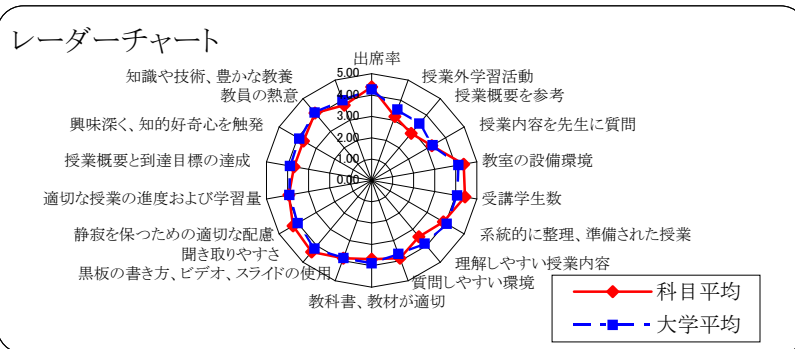 レーダーチャート
出席率
授業外学習活動
授業概要を参考
授業内容を先生に質問
教室の設備環境
受講学生数
系統的に整理、準備された授業
理解しやすい授業内容
質問しやすい環境
教科書、教材が適切
黒板の書き方、ビデオ、スライドの使用
聞き取りやすさ
静寂を保つための適切な配慮
適切な授業の進度および学習量
授業概要と到達目標の達成
興味深く、知的好奇心を触発
教員の熱意
知識や技術、豊かな教養
5.00
4.00
3.00
2.00
1.00
0.00
科目平均
大学平均